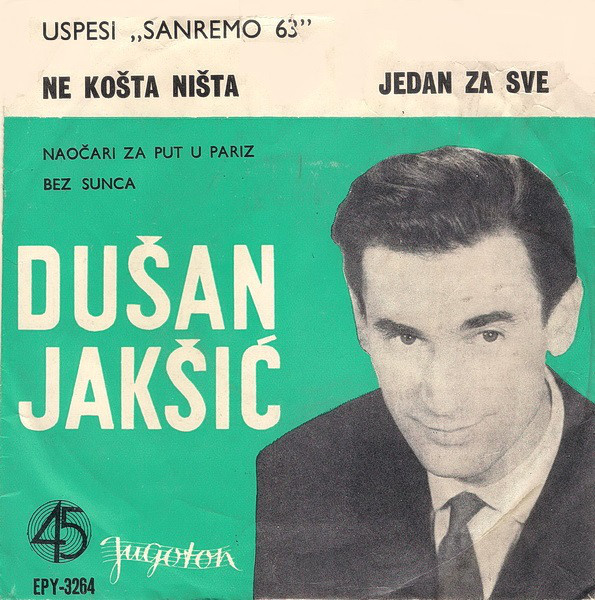 USPESI „SANREMO 63”
NE KOŠTA NIŠTA
JEDAN ZA SVE
NAOČARI ZA PUT U PARIZ
BEZ SUNCA
DUŠAN
JAKŠIĆ
45
Jugoton
EPY-3264